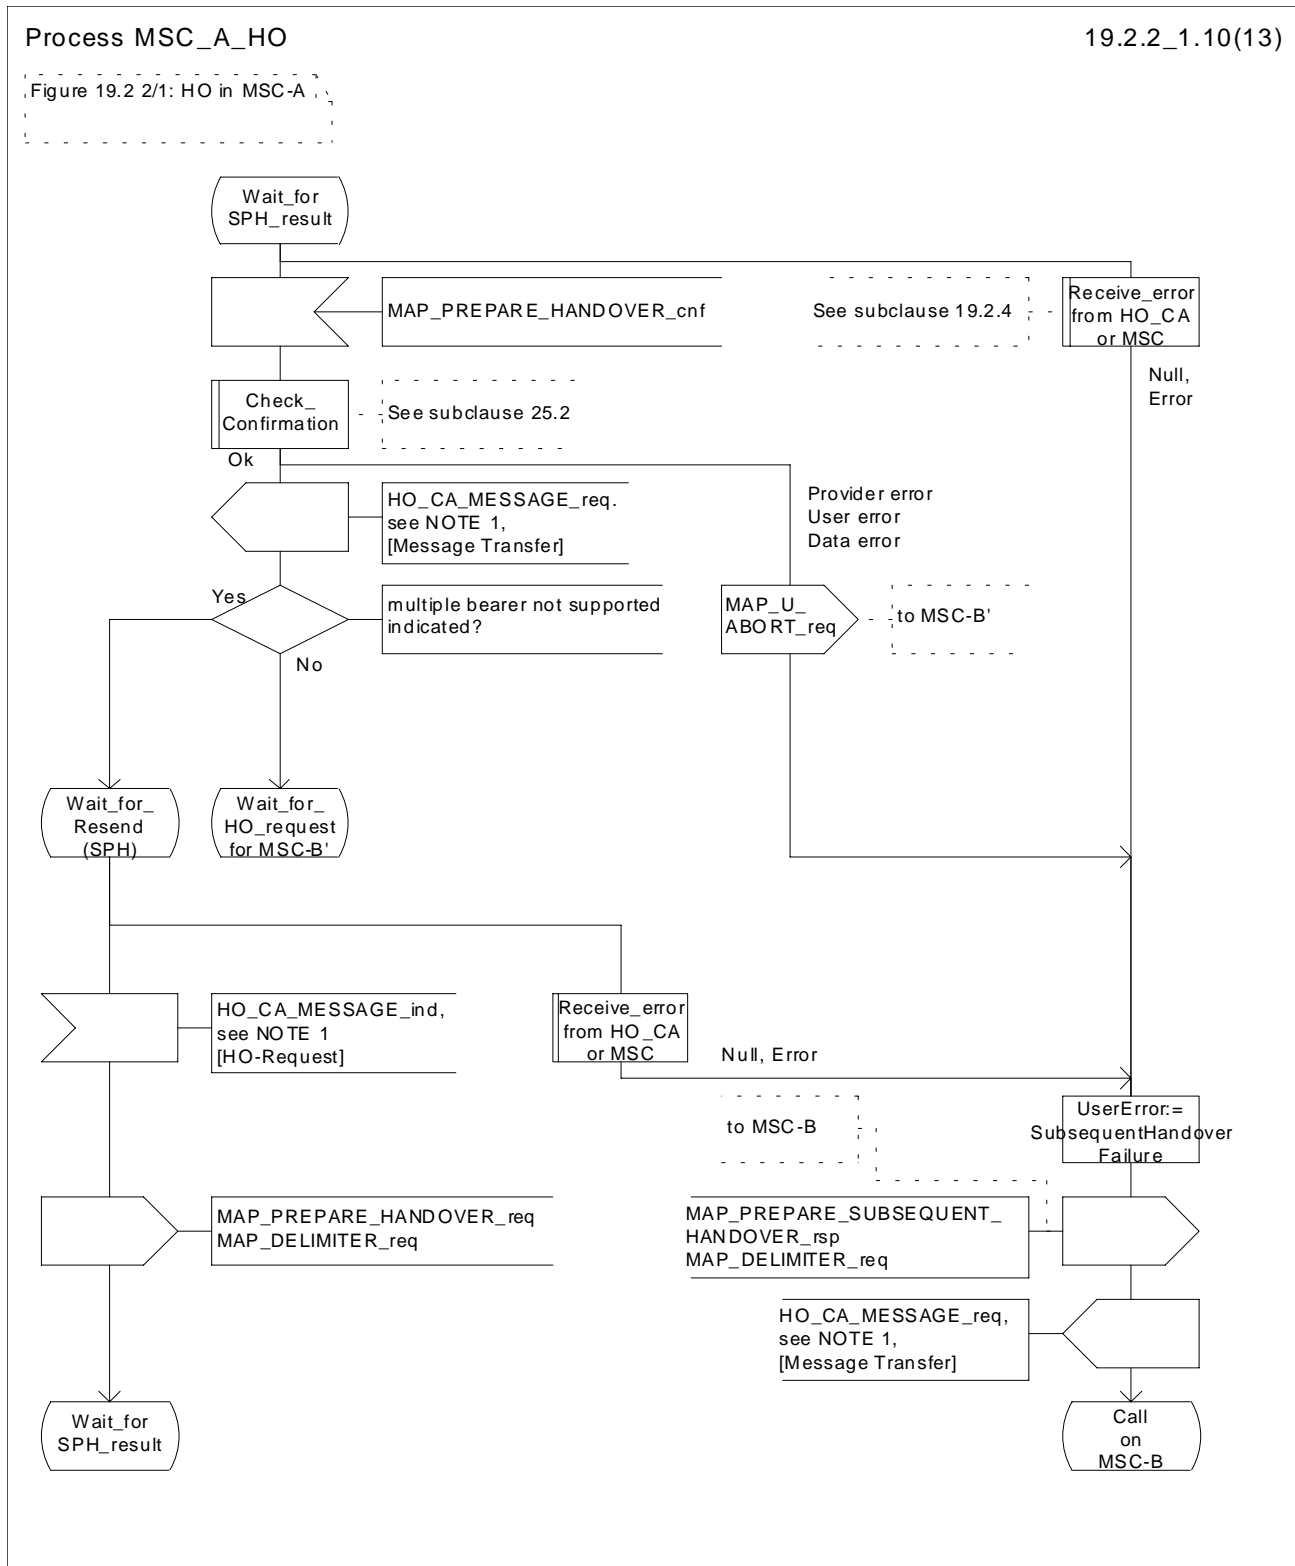 Process MSC_A_HO
19.2.2_1.10(13)
Figure 19.2 2/1: HO in MSC-A
Wait_for
SPH_result
MAP_PREPARE_HANDOVER_cnf
See subclause 19.2.4
Receive_error
from HO_CA
or MSC
Null,
Error
Check_
Confirmation
See subclause 25.2
Ok
HO_CA_MESSAGE_req.
see NOTE 1,
[Message Transfer]
Provider error
User error
Data error
Yes
multiple bearer not supported
indicated?
No
MAP_U_
ABORT_req
to MSC-B'
Wait_for_
Resend
(SPH)
Wait_for_
HO_request
for MSC-B'
HO_CA_MESSAGE_ind,
see NOTE 1
[HO-Request]
Receive_error
from HO_CA
or MSC
Null, Error
to MSC-B
UserError:=
SubsequentHandover
Failure
MAP_PREPARE_HANDOVER_req
MAP_DELIMITER_req
MAP_PREPARE_SUBSEQUENT_
HANDOVER_rsp
MAP_DELIMITER_req
HO_CA_MESSAGE_req,
see NOTE 1,
[Message Transfer]
Wait_for
SPH_result
Call
on
MSC-B